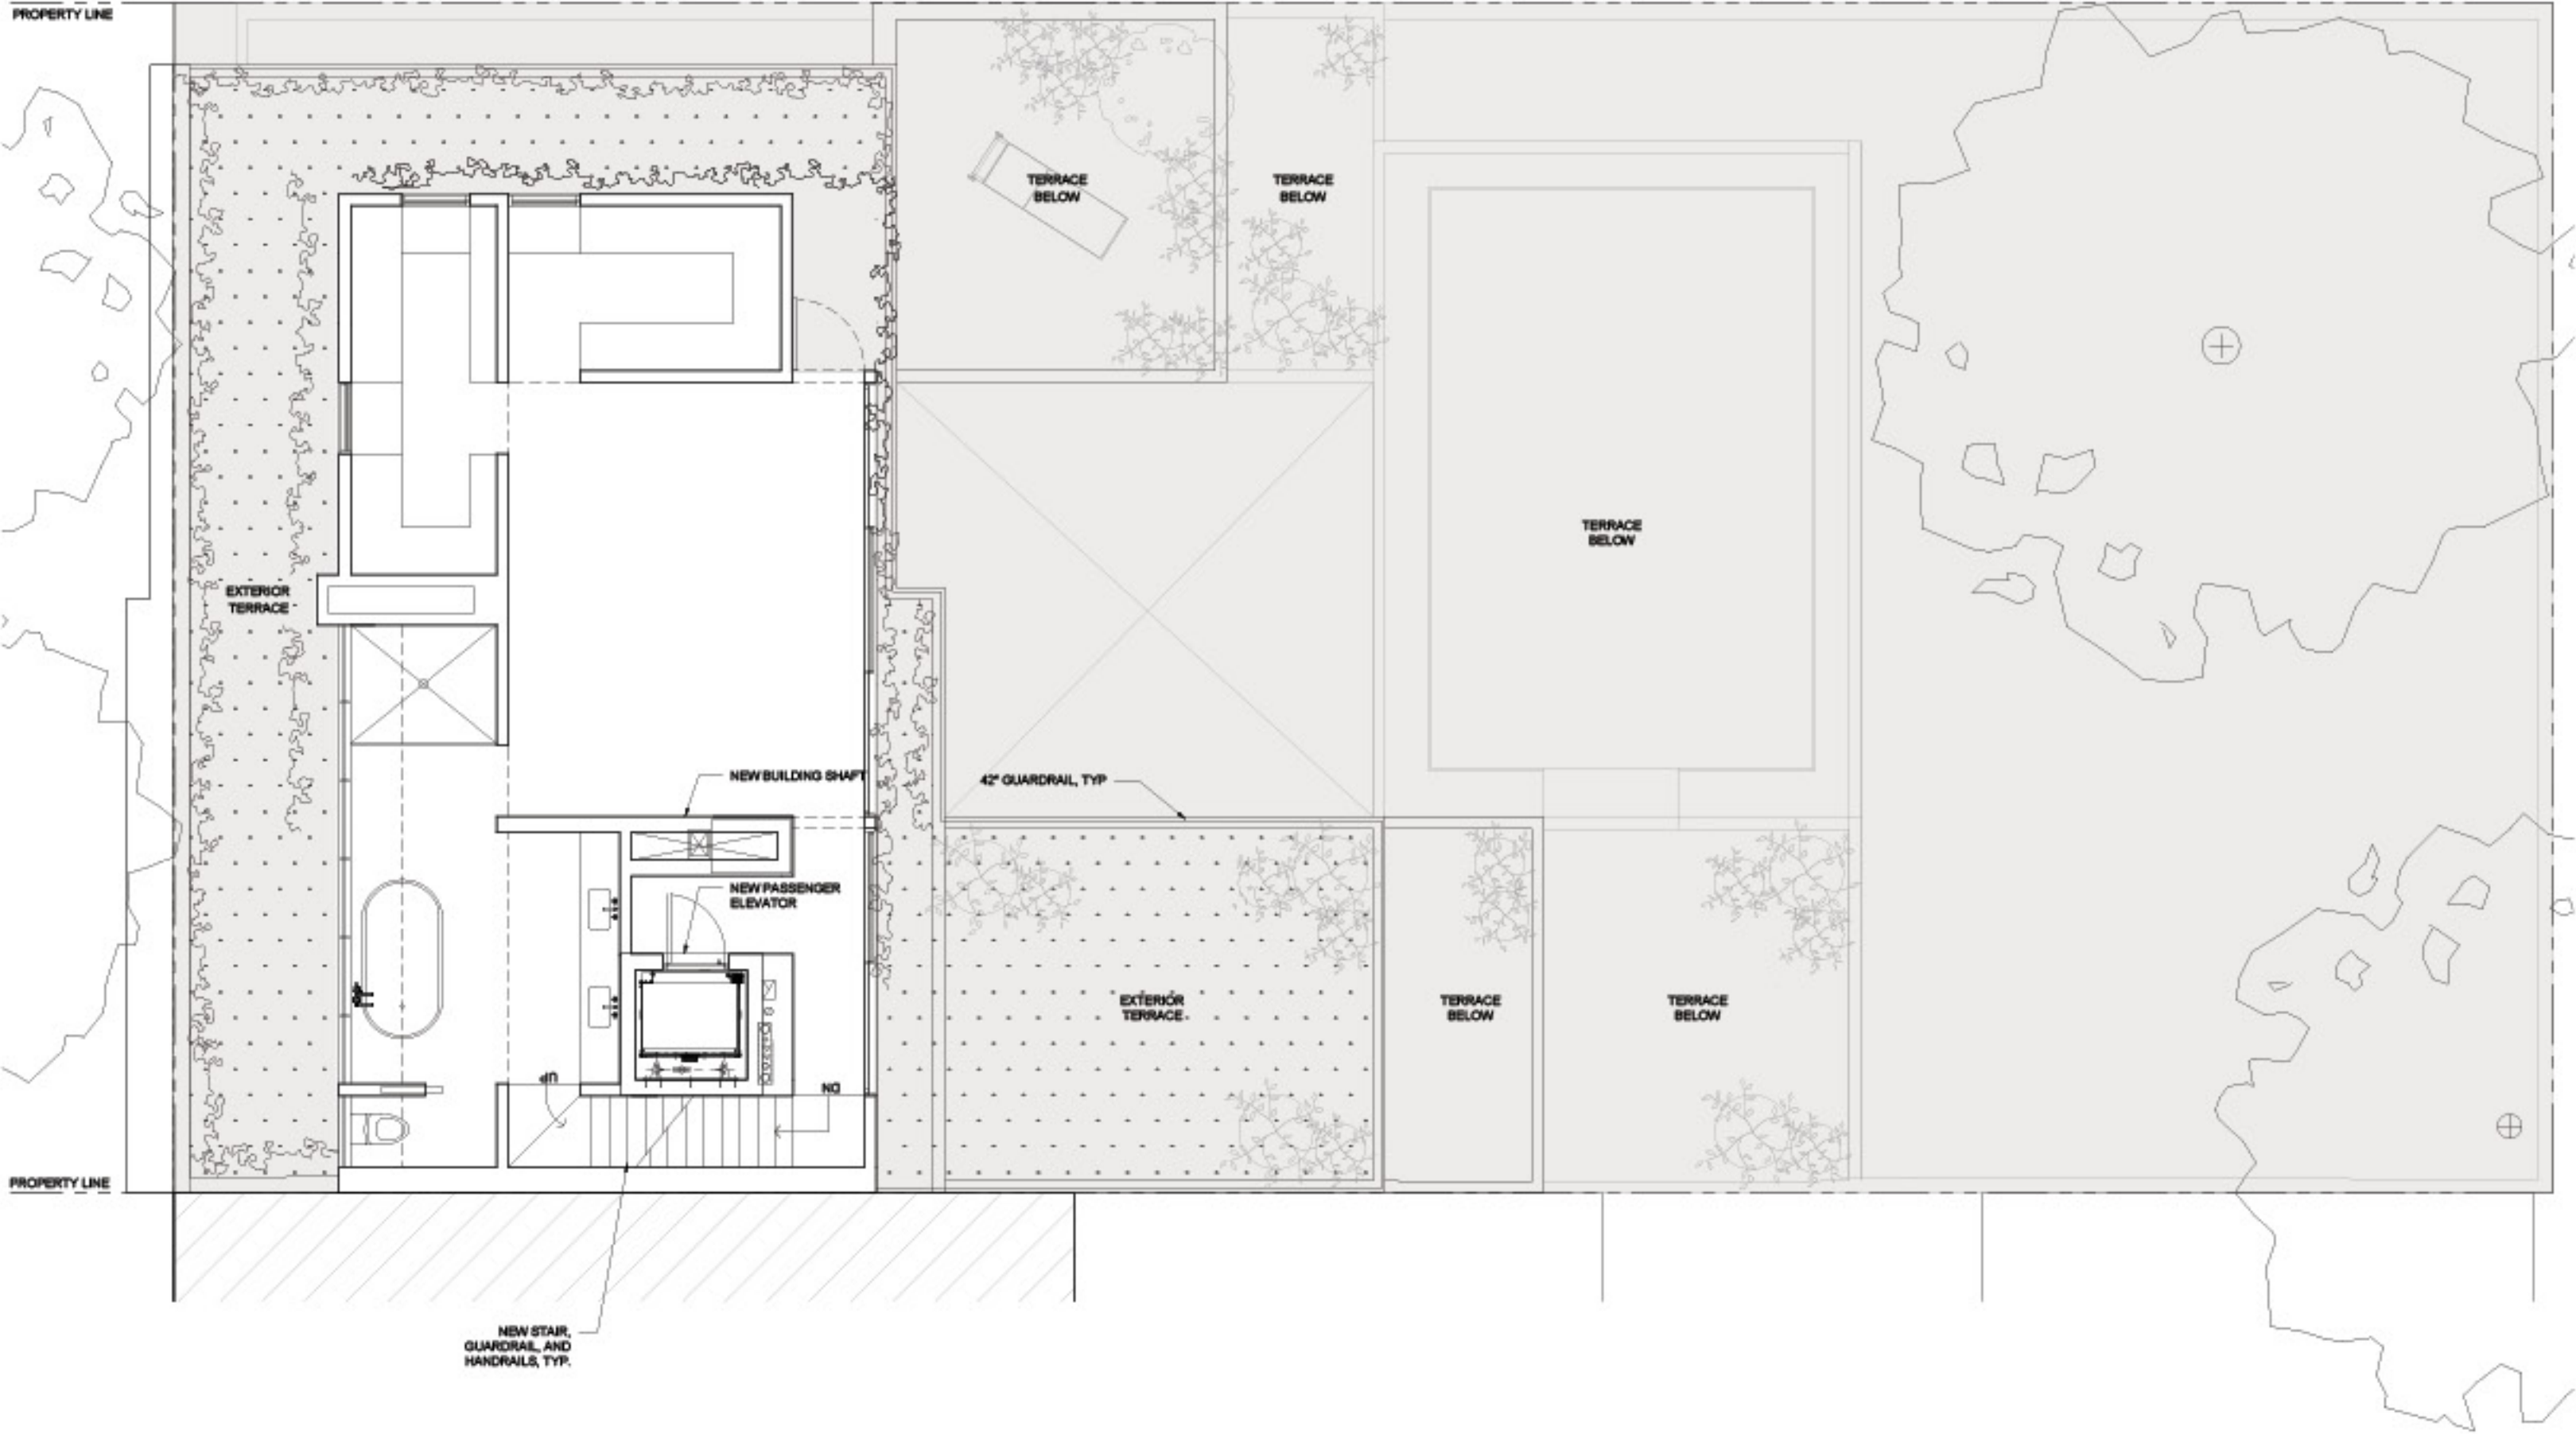 PROPERTY LINE
TERRACE
BELOW
TERRACE
BELOW
TERRACE
BELOW
EXTERIOR
TERRACE
NEW BUILDING SHAFT
42" GUARDRAIL, TYP
NEW PASSENGER
ELEVATOR
EXTERIOR
TERRACE
TERRACE
BELOW
TERRACE
BELOW
UP
DN
PROPERTY LINE
NEW STAIR,
GUARDRAIL, AND
HANDRAILS, TYP.